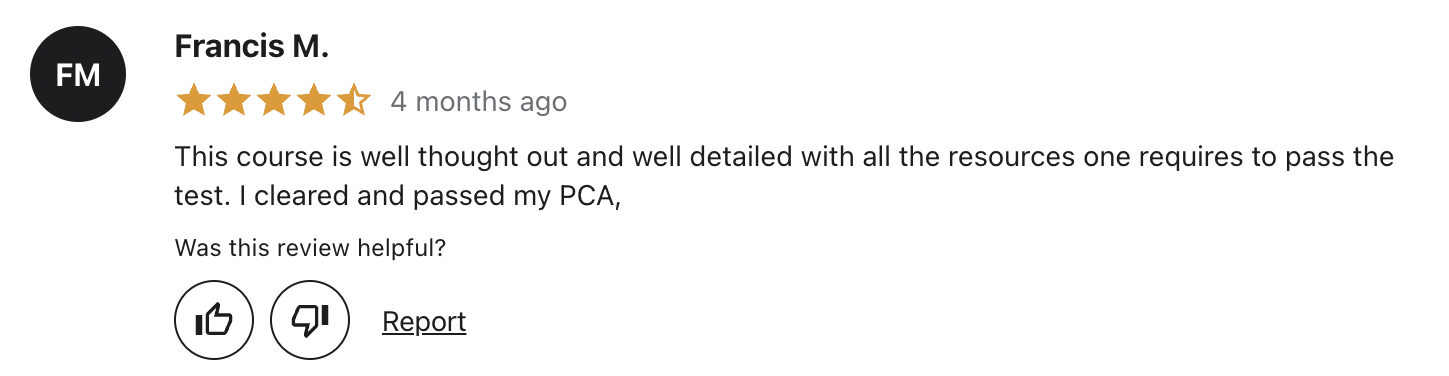 FM
Francis M.
4 months ago
This course is well thought out and well detailed with all the resources one requires to pass the
test. I cleared and passed my PCA,
Was this review helpful?
Report